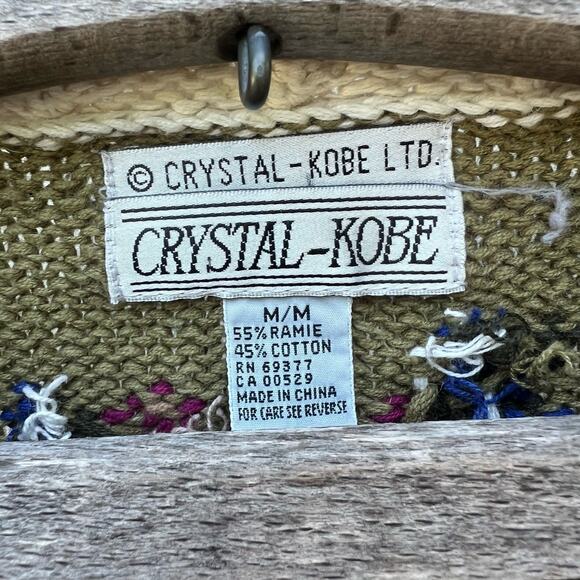 © CRYSTAL-KOBE LTD.
CRYSTAL-KOBE
M/M
55% RAMIE
45% COTTON
RN 69377
CA 00529
MADE IN CHINA
FOR CARE SEE REVERSE